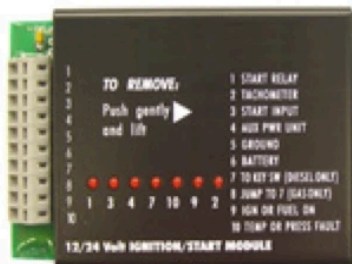 1
2
3
4
5
6
7
8
9
10
TO REMOVE:
Push gently
and lift
1 START RELAY
2 TACHOMETER
3 START INPUT
4 AUX PWR UNIT
5 GROUND
6 BATTERY
7 TO KEY SW (DIESEL ONLY)
8 JUMP TO 7 (GAS ONLY)
9 IGN OR FUEL ON
10 TEMP OR PRESS FAULT
1 3 4 7 10 9 2
12/24 Volt IGNITION/START MODULE